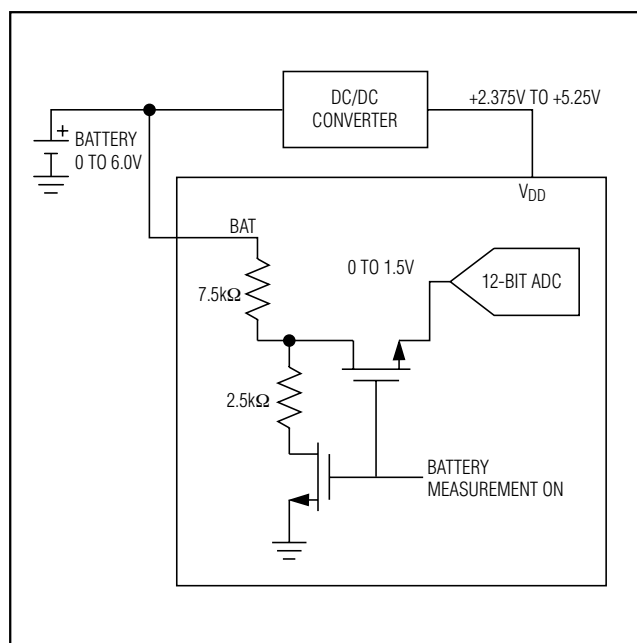 DC/DC
CONVERTER
+2.375V TO +5.25V
+
BATTERY
0 TO 6.0V
VDD
BAT
0 TO 1.5V
12-BIT ADC
7.5kΩ
2.5kΩ
BATTERY
MEASUREMENT ON